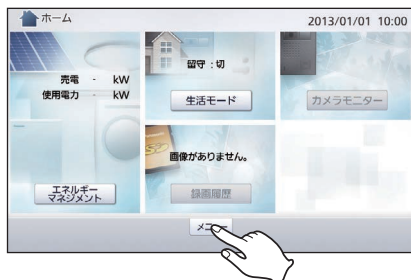 ホーム
2013/01/01 10:00
売電 - kW
使用電力 - kW
エネルギー
マネジメント
留守 : 切
生活モード
カメラモニター
画像がありません。
録画履歴
メニュー